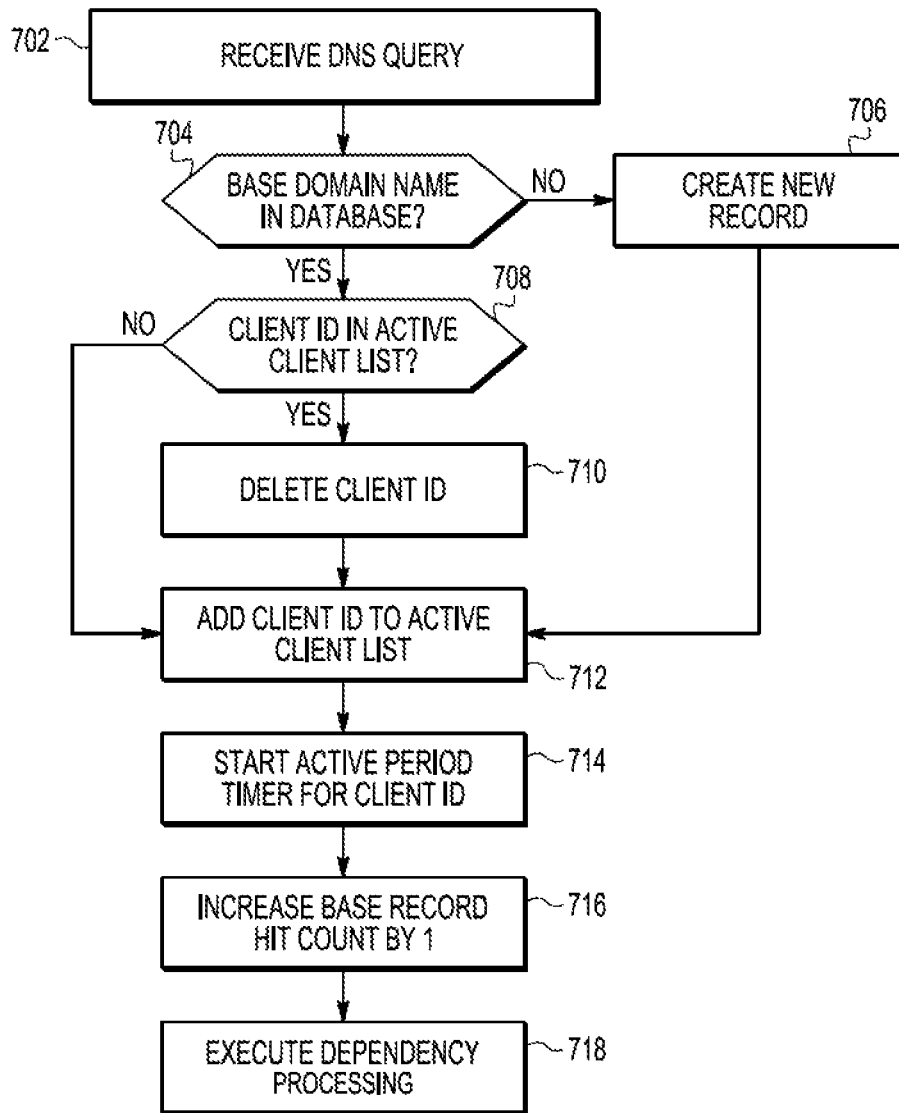 702
RECEIVE DNS QUERY
704
BASE DOMAIN NAME
IN DATABASE?
NO
706
CREATE NEW
RECORD
YES
708
NO
CLIENT ID IN ACTIVE
CLIENT LIST?
YES
DELETE CLIENT ID
710
ADD CLIENT ID TO ACTIVE
CLIENT LIST
712
START ACTIVE PERIOD
TIMER FOR CLIENT ID
714
INCREASE BASE RECORD
HIT COUNT BY 1
716
EXECUTE DEPENDENCY
PROCESSING
718